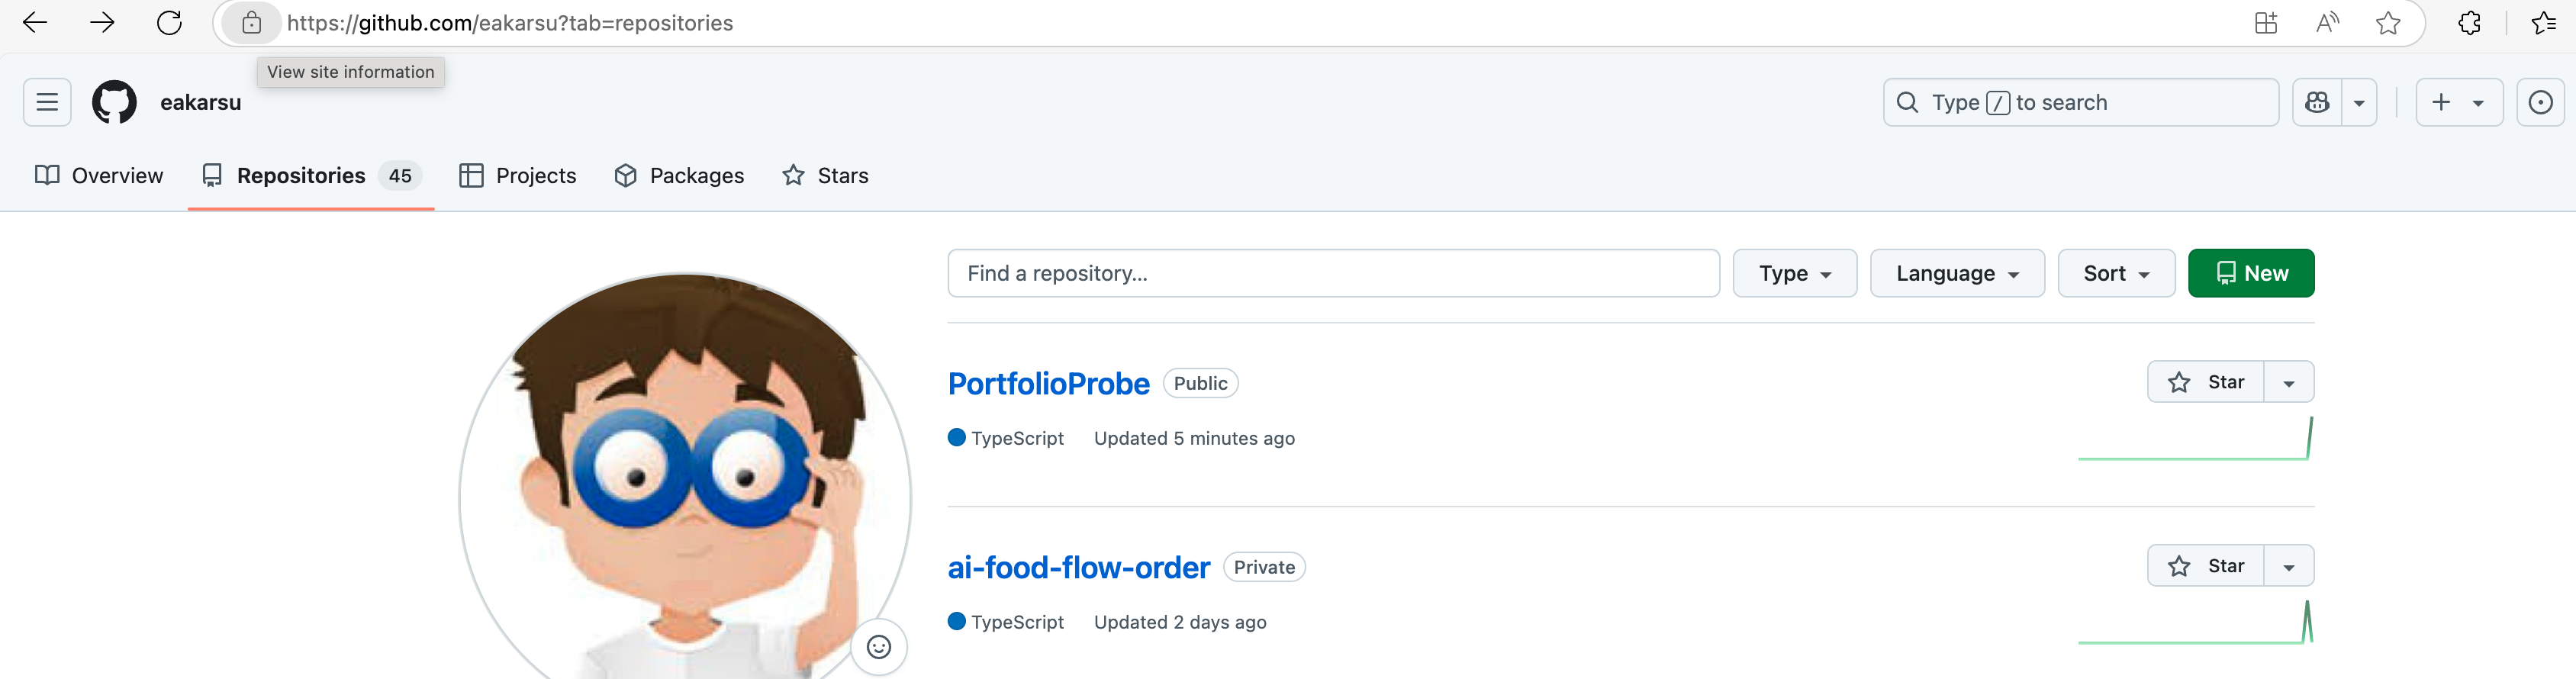 https://github.com/eakarsu?tab=repositories
View site information
eakarsu
Type / to search
Overview
Repositories 45
Projects
Packages
Stars
Find a repository...
Type
Language
Sort
New
PortfolioProbe Public
Star
TypeScript Updated 5 minutes ago
ai-food-flow-order Private
Star
TypeScript Updated 2 days ago